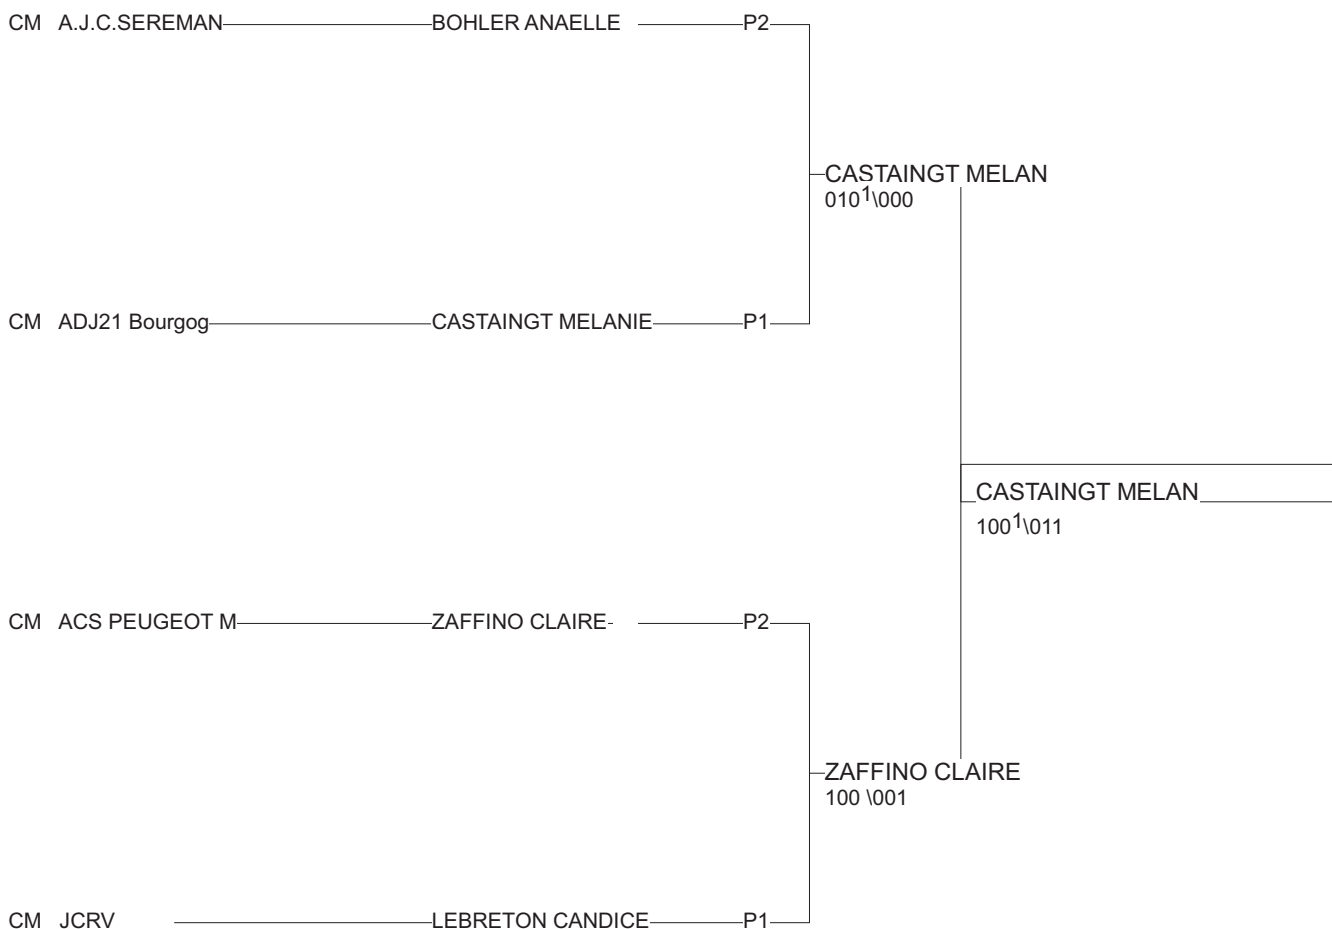 CM A.J.C.SEREMAN BOHLER ANAELLE P2
CASTAINGT MELAN
010¹\000
CM ADJ21 Bourgog CASTAINGT MELANIE P1
CASTAINGT MELAN
100¹\011
CM ACS PEUGEOT M ZAFFINO CLAIRE P2
ZAFFINO CLAIRE
100 \001
CM JCRV LEBRETON CANDICE P1